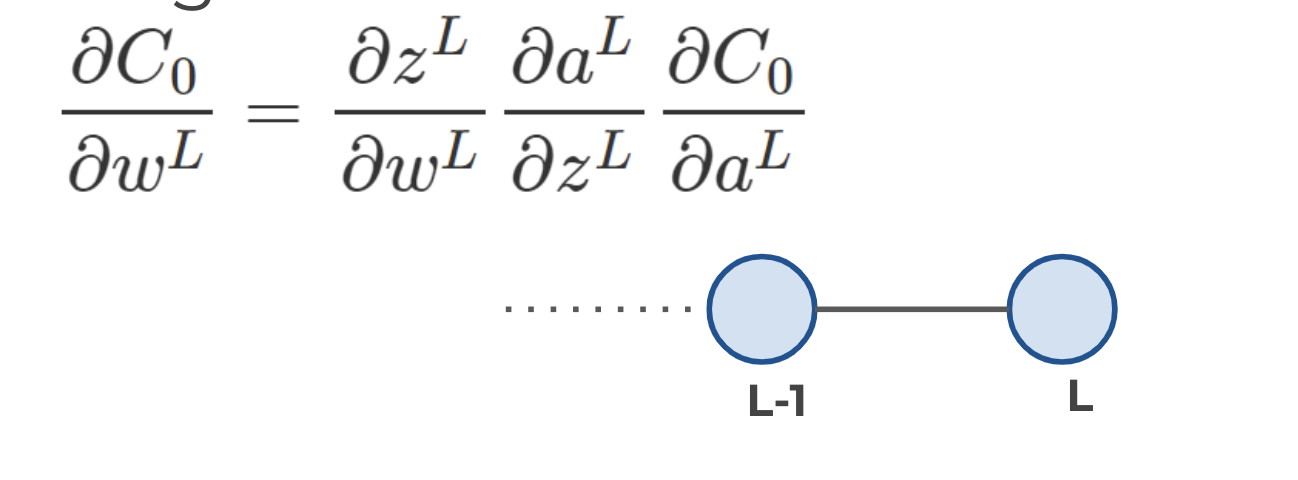 ∂C₀/∂w^L = ∂z^L/∂w^L ∂a^L/∂z^L ∂C₀/∂a^L
L-1
L